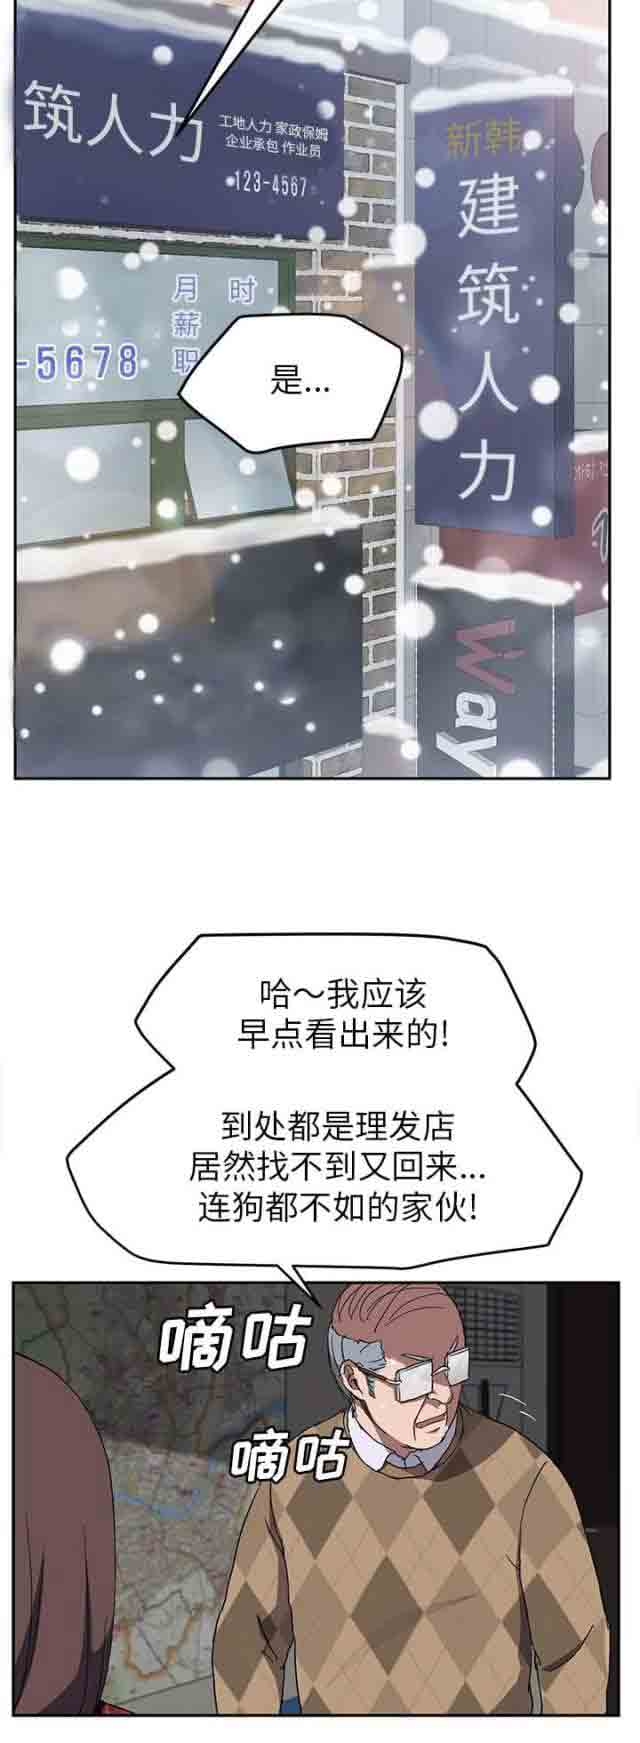 筑人力
工地人力 家政保姆
企业承包 作业员
123-4567
新韩
建筑人力
月薪职
时
-5678
是...
Way
哈～我应该
早点看出来的!
到处都是理发店
居然找不到又回来...
连狗都不如的家伙!
嘀咕
嘀咕